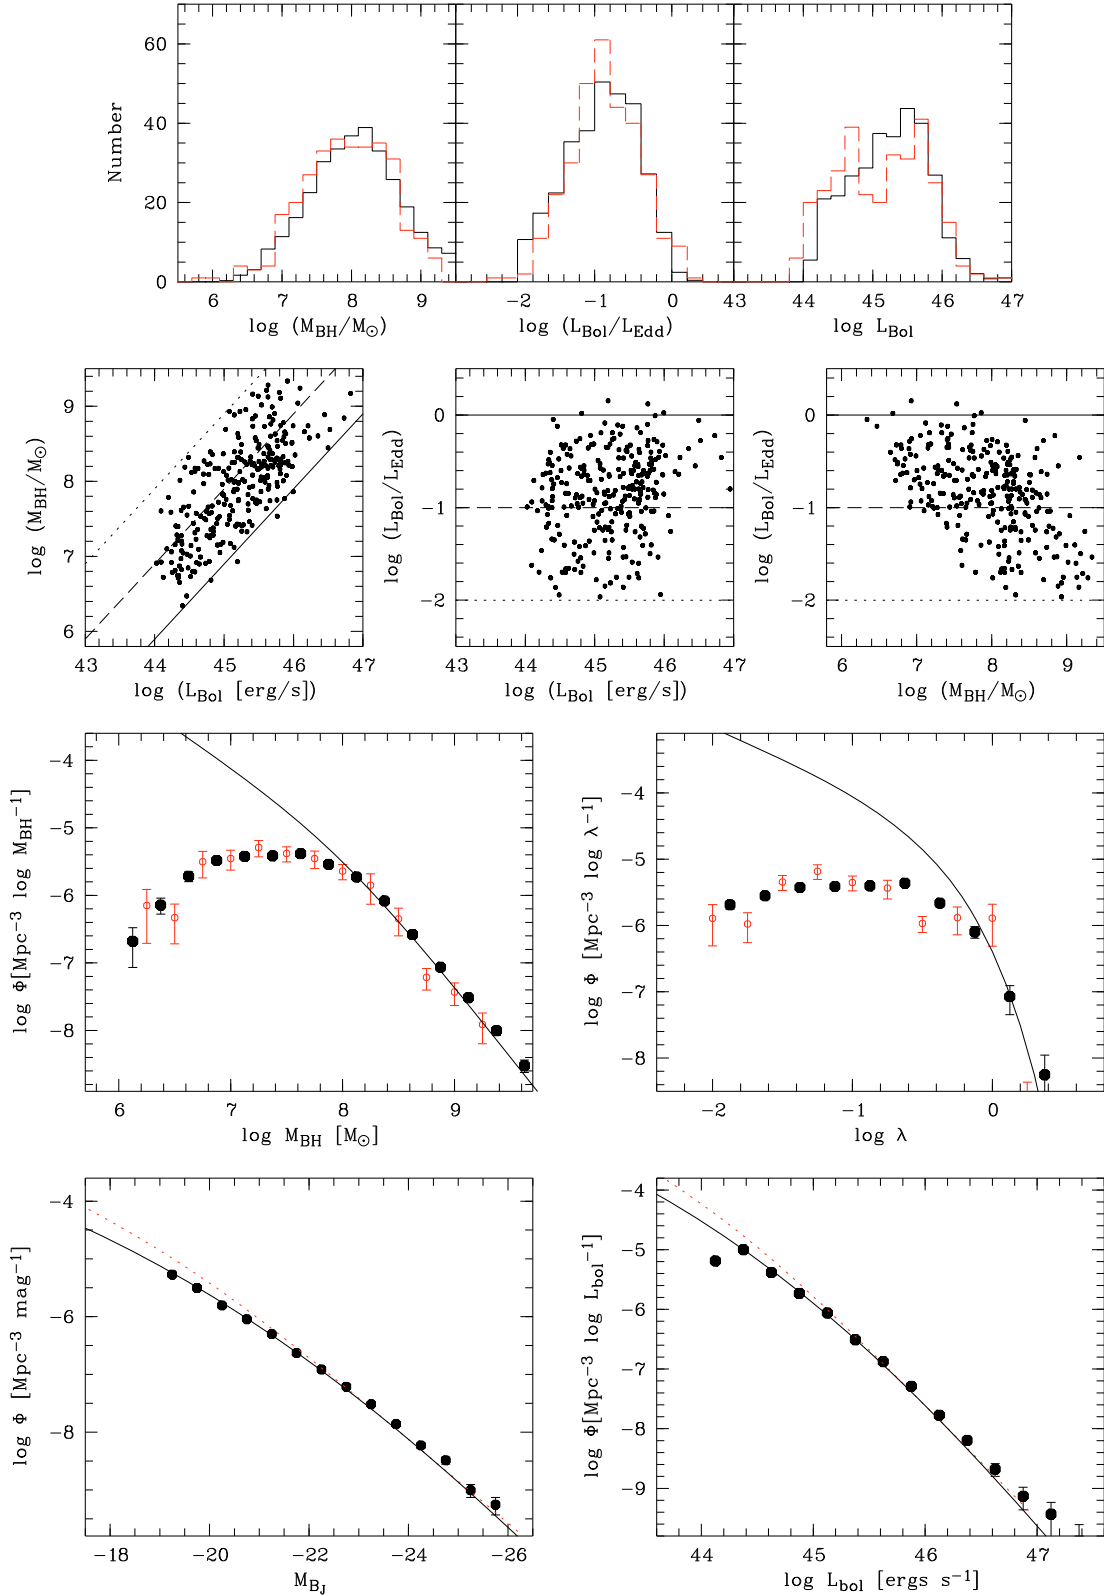 60
40
20
0
Number
6 7 8 9
-2 -1 0
43 44 45 46 47
log (M_BH/M_⊙)
log (L_Bol/L_Edd)
log L_Bol
9
8
7
6
log (M_BH/M_⊙)
43 44 45 46 47
log (L_Bol [erg/s])
0
-1
-2
log (L_Bol/L_Edd)
43 44 45 46 47
log (L_Bol [erg/s])
0
-1
-2
log (L_Bol/L_Edd)
6 7 8 9
log (M_BH/M_⊙)
-4
-5
-6
-7
-8
log Φ[Mpc⁻³ log M_BH⁻¹]
6 7 8 9
log M_BH [M_⊙]
-4
-5
-6
-7
-8
log Φ [Mpc⁻³ log λ⁻¹]
-2 -1 0
log λ
-4
-6
-8
log Φ [Mpc⁻³ mag⁻¹]
-18 -20 -22 -24 -26
M_B_J
-4
-5
-6
-7
-8
-9
log Φ[Mpc⁻³ log L_bol⁻¹]
44 45 46 47
log L_bol [ergs s⁻¹]